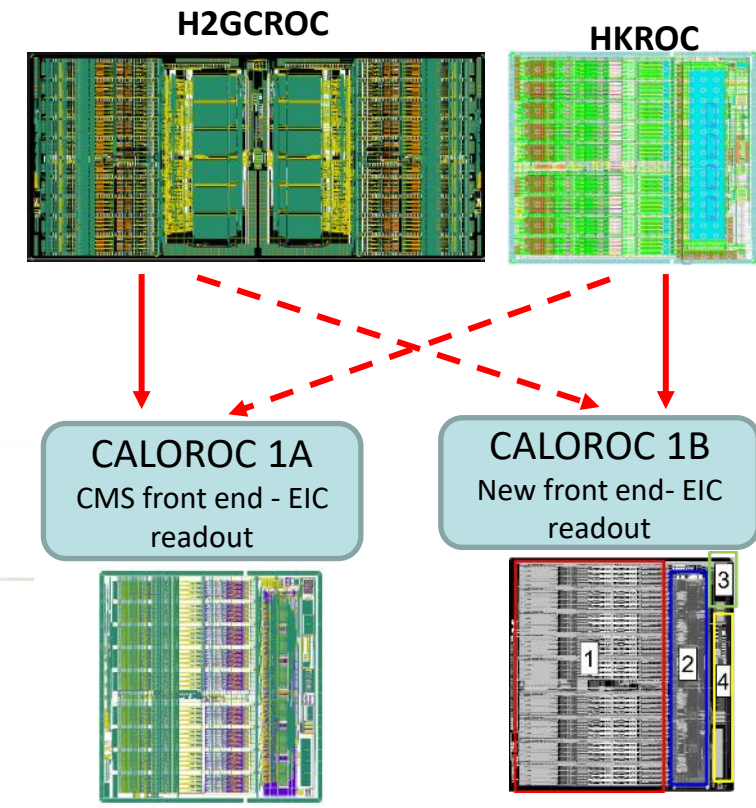 H2GCROC
HKROC
CALOROC 1A
CMS front end - EIC
readout
CALOROC 1B
New front end- EIC
readout
1
2
3
4